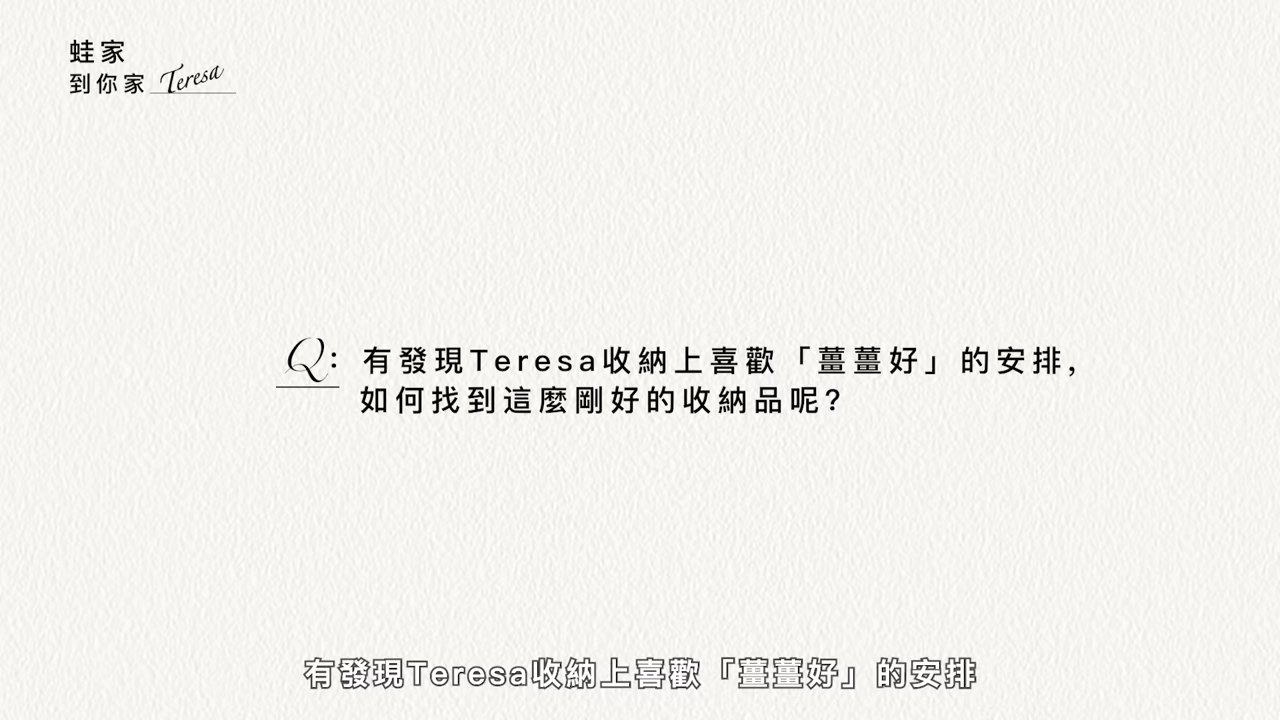 蛙家
到你家 Teresa
Q: 有發現Teresa收納上喜歡「薑薑好」的安排,
如何找到這麼剛好的收納品呢?
有發現Teresa收納上喜歡「薑薑好」的安排